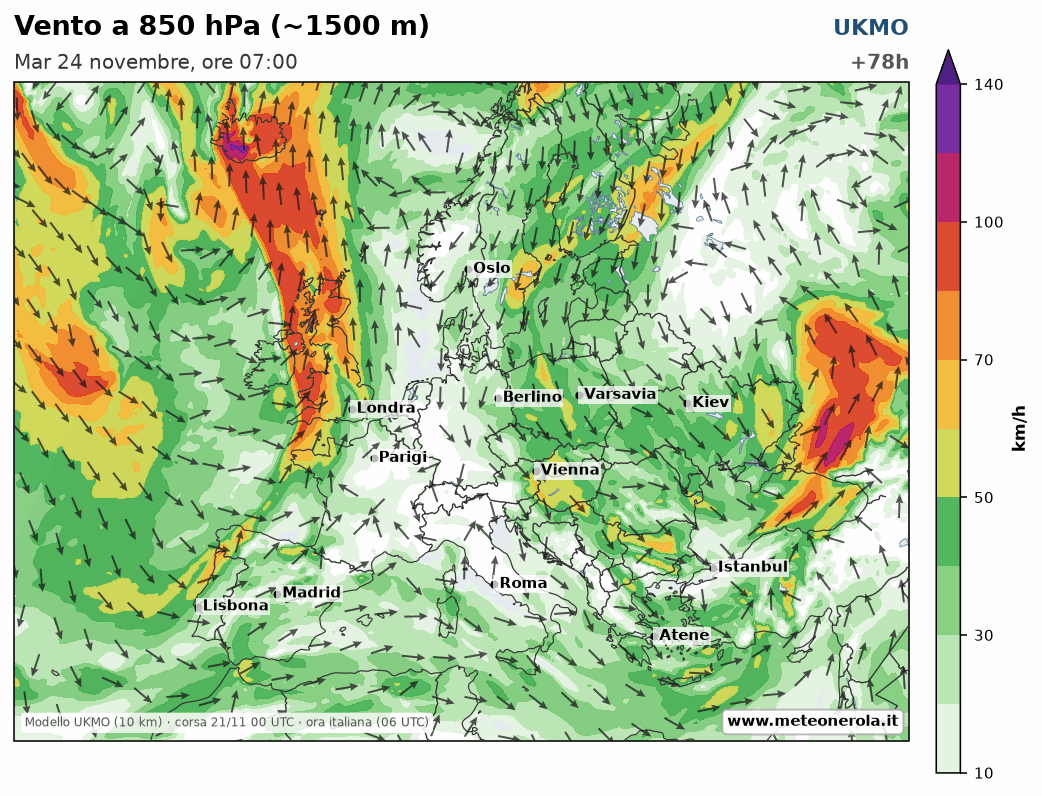 Vento a 850 hPa (~1500 m)
UKMO
Mar 24 novembre, ore 07:00
+78h
140
100
70
50
30
10
km/h
Oslo
Berlino
Varsavia
Kiev
Londra
Parigi
Vienna
Istanbul
Roma
Madrid
Lisbona
Atene
Modello UKMO (10 km) · corsa 21/11 00 UTC · ora italiana (06 UTC)
www.meteonerola.it